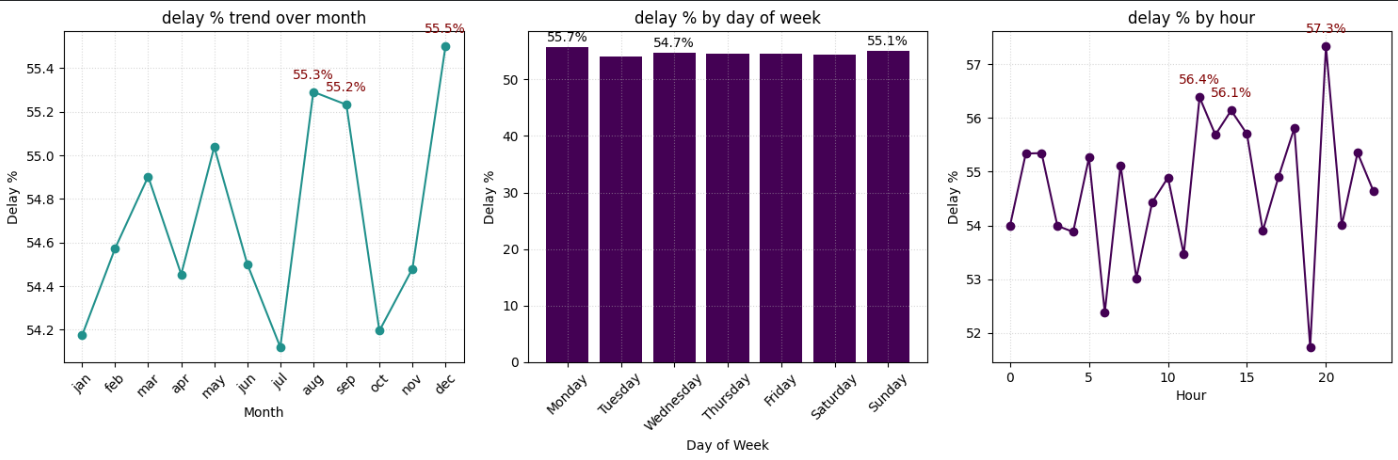 delay % trend over month
55.5%
55.3%
55.2%
55.4
55.2
55.0
54.8
54.6
54.4
54.2
Delay %
jan feb mar apr may jun jul aug sep oct nov dec
Month
delay % by day of week
55.7% 54.7% 55.1%
50
40
30
20
10
0
Delay %
Monday Tuesday Wednesday Thursday Friday Saturday Sunday
Day of Week
delay % by hour
57.3%
56.4%
56.1%
57
56
55
54
53
52
Delay %
0 5 10 15 20
Hour